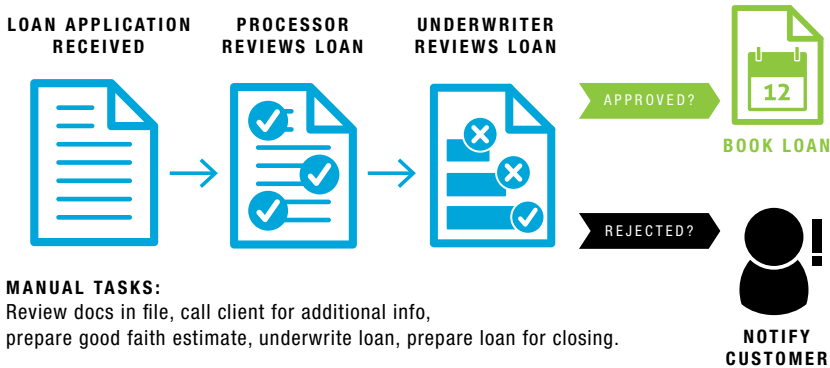 LOAN APPLICATION
RECEIVED
PROCESSOR
REVIEWS LOAN
UNDERWRITER
REVIEWS LOAN
APPROVED?
12
BOOK LOAN
REJECTED?
NOTIFY
CUSTOMER
MANUAL TASKS:
Review docs in file, call client for additional info,
prepare good faith estimate, underwrite loan, prepare loan for closing.